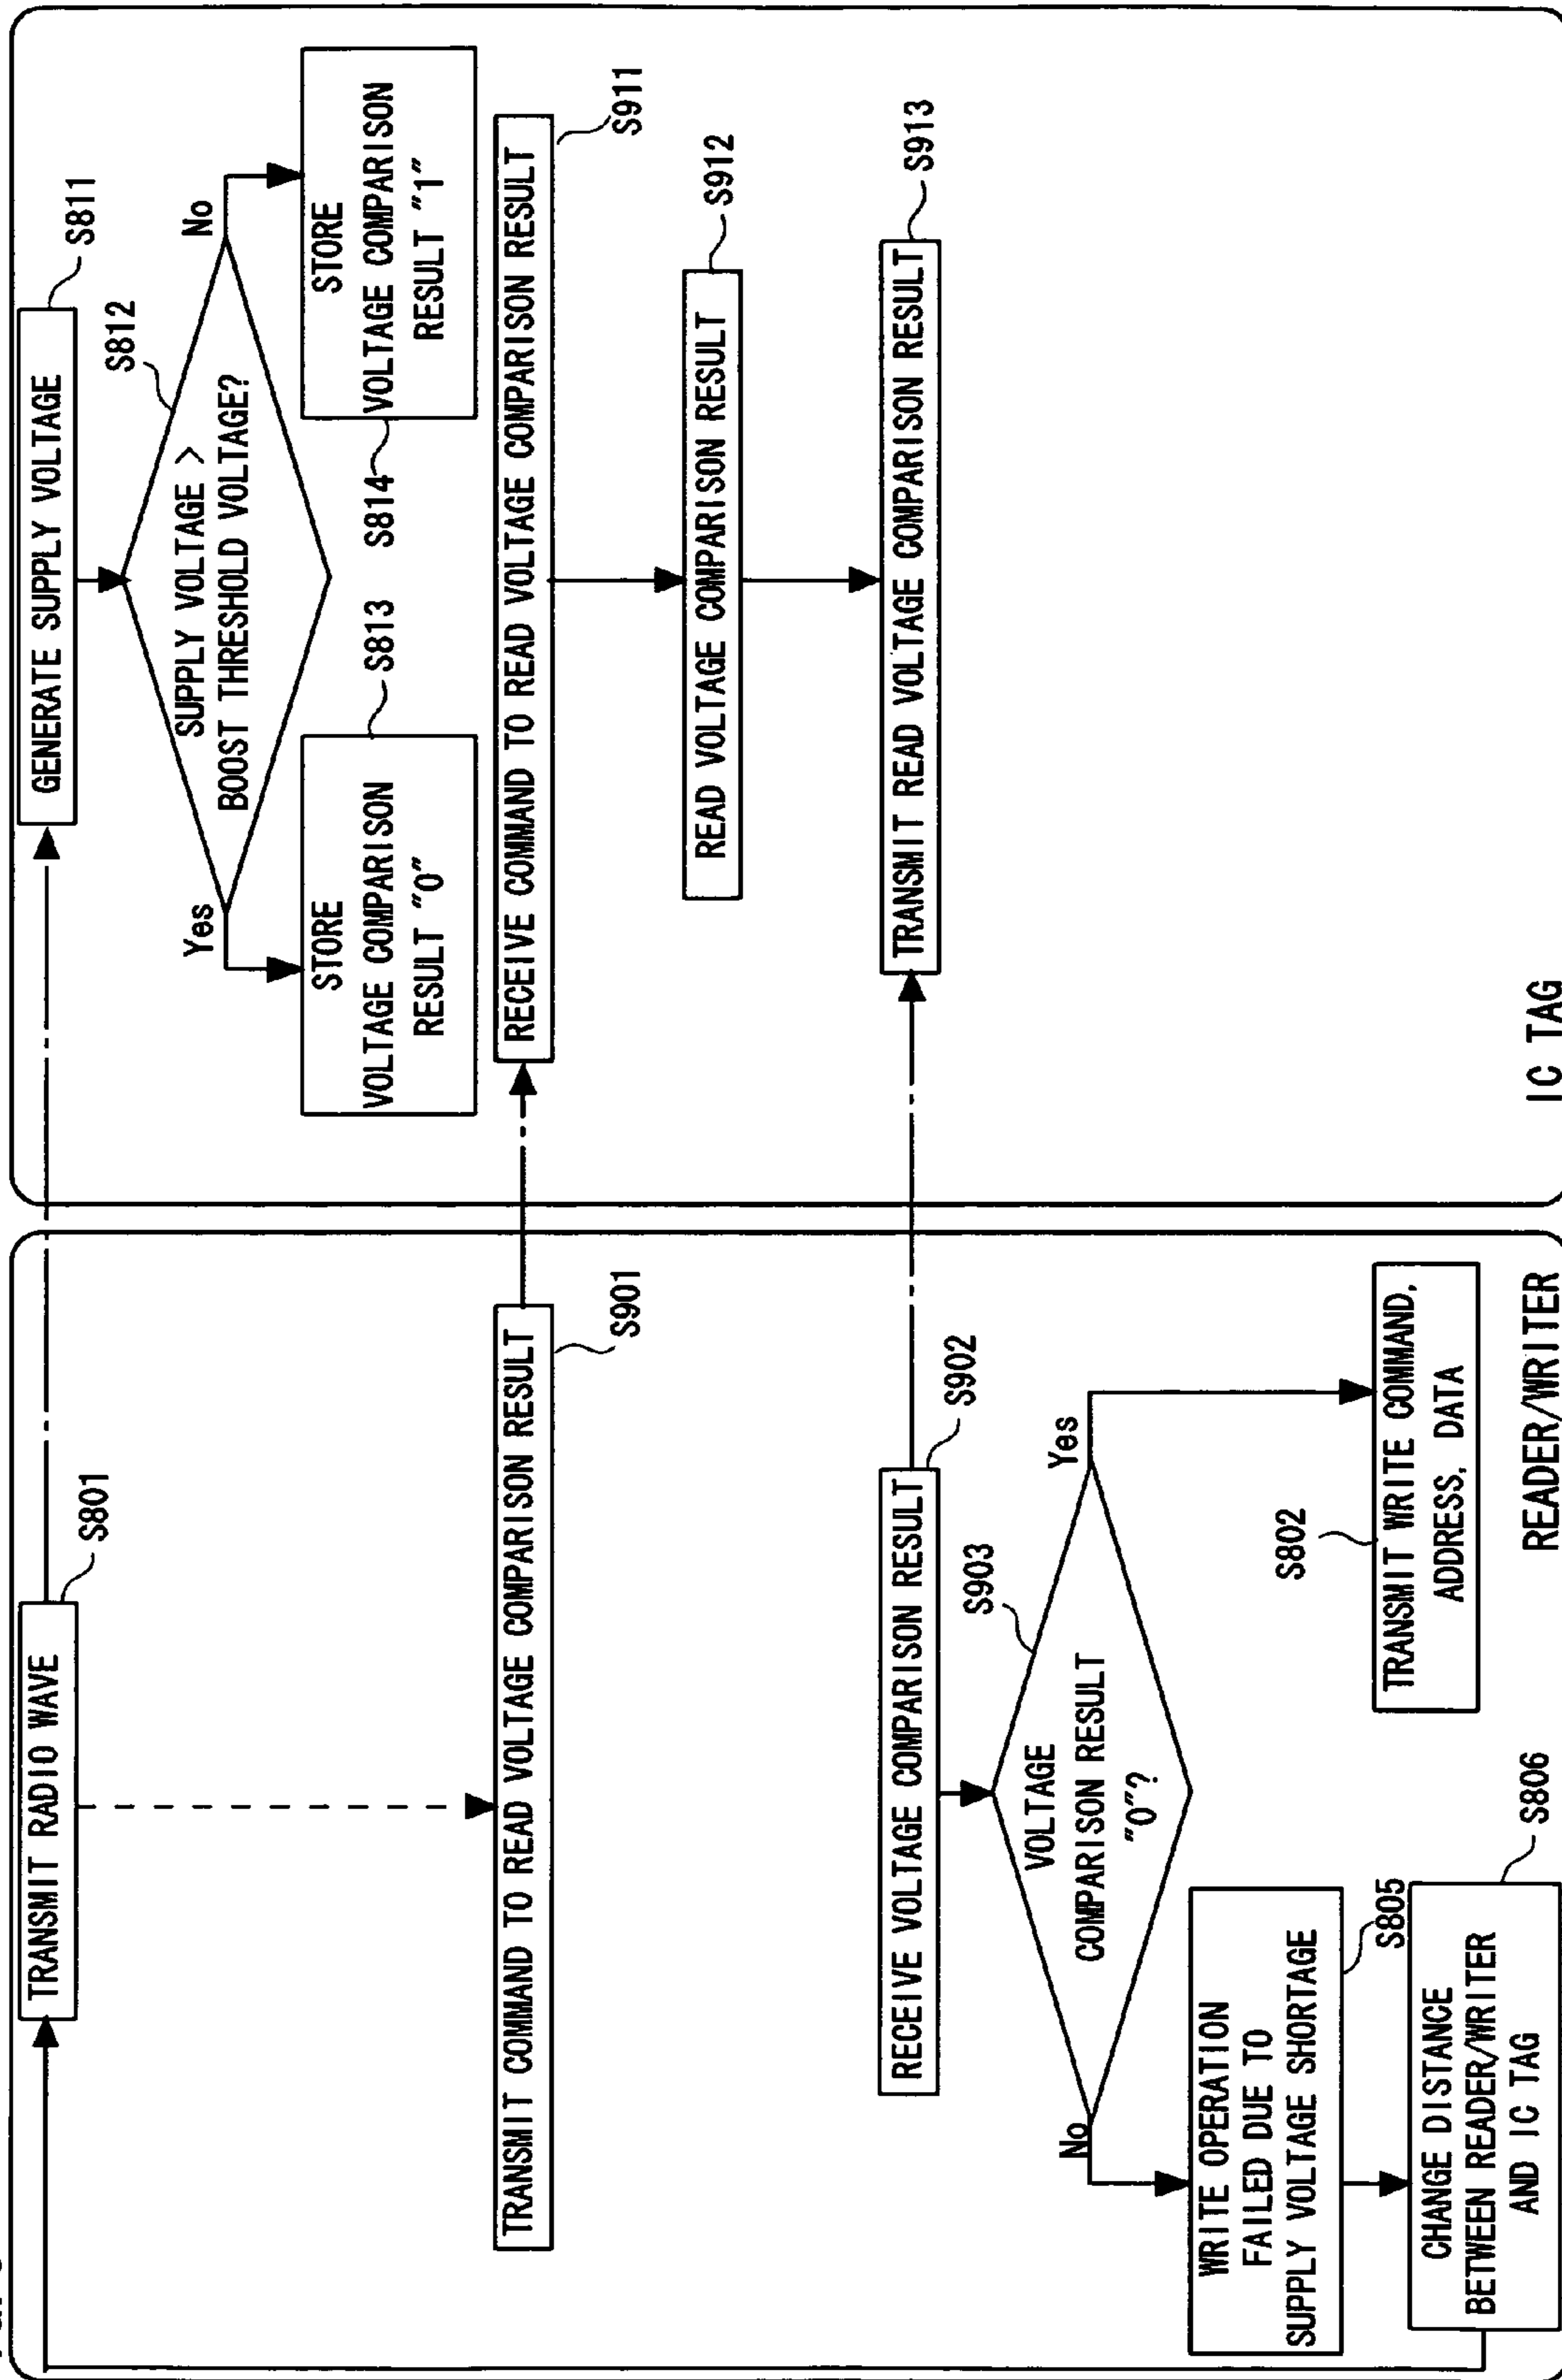 TRANSMIT RADIO WAVE
S801
TRANSMIT COMMAND TO READ VOLTAGE COMPARISON RESULT
S901
RECEIVE VOLTAGE COMPARISON RESULT
S902
VOLTAGE
COMPARISON RESULT
"0"?
S903
Yes
No
WRITE OPERATION
FAILED DUE TO
SUPPLY VOLTAGE SHORTAGE
S805
CHANGE DISTANCE
BETWEEN READER/WRITER
AND IC TAG
S806
S802
TRANSMIT WRITE COMMAND,
ADDRESS, DATA
READER/WRITER
GENERATE SUPPLY VOLTAGE
S811
SUPPLY VOLTAGE >
BOOST THRESHOLD VOLTAGE?
S812
Yes
No
STORE
VOLTAGE COMPARISON
RESULT "0"
S813
STORE
VOLTAGE COMPARISON
RESULT "1"
S814
RECEIVE COMMAND TO READ VOLTAGE COMPARISON RESULT
S911
READ VOLTAGE COMPARISON RESULT
S912
TRANSMIT READ VOLTAGE COMPARISON RESULT
S913
IC TAG